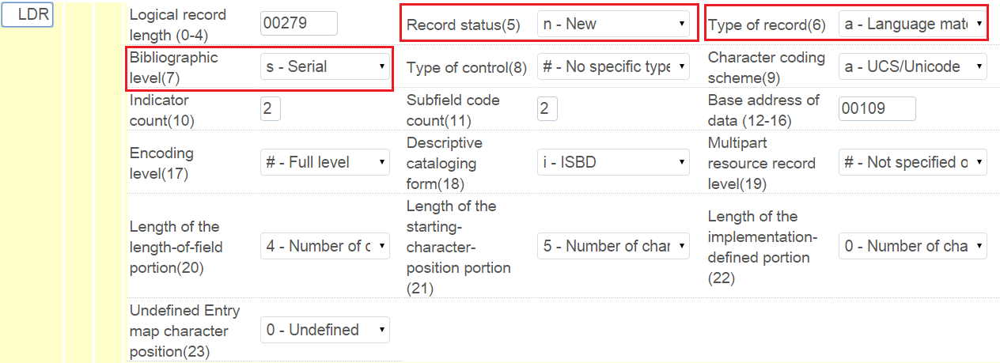 LDR
Logical record
length (0-4)
00279
Record status(5)
n - New
Type of record(6)
a - Language mate
Bibliographic
level(7)
s - Serial
Type of control(8)
# - No specific type
Character coding
scheme(9)
a - UCS/Unicode
Indicator
count(10)
2
Subfield code
count(11)
2
Base address of
data (12-16)
00109
Encoding
level(17)
# - Full level
Descriptive
cataloging
form(18)
i - ISBD
Multipart
resource record
level(19)
# - Not specified o
Length of the
length-of-field
portion(20)
4 - Number of c
Length of the
starting-
character-
position portion
(21)
5 - Number of char
Length of the
implementation-
defined portion
(22)
0 - Number of cha
Undefined Entry
map character
position(23)
0 - Undefined